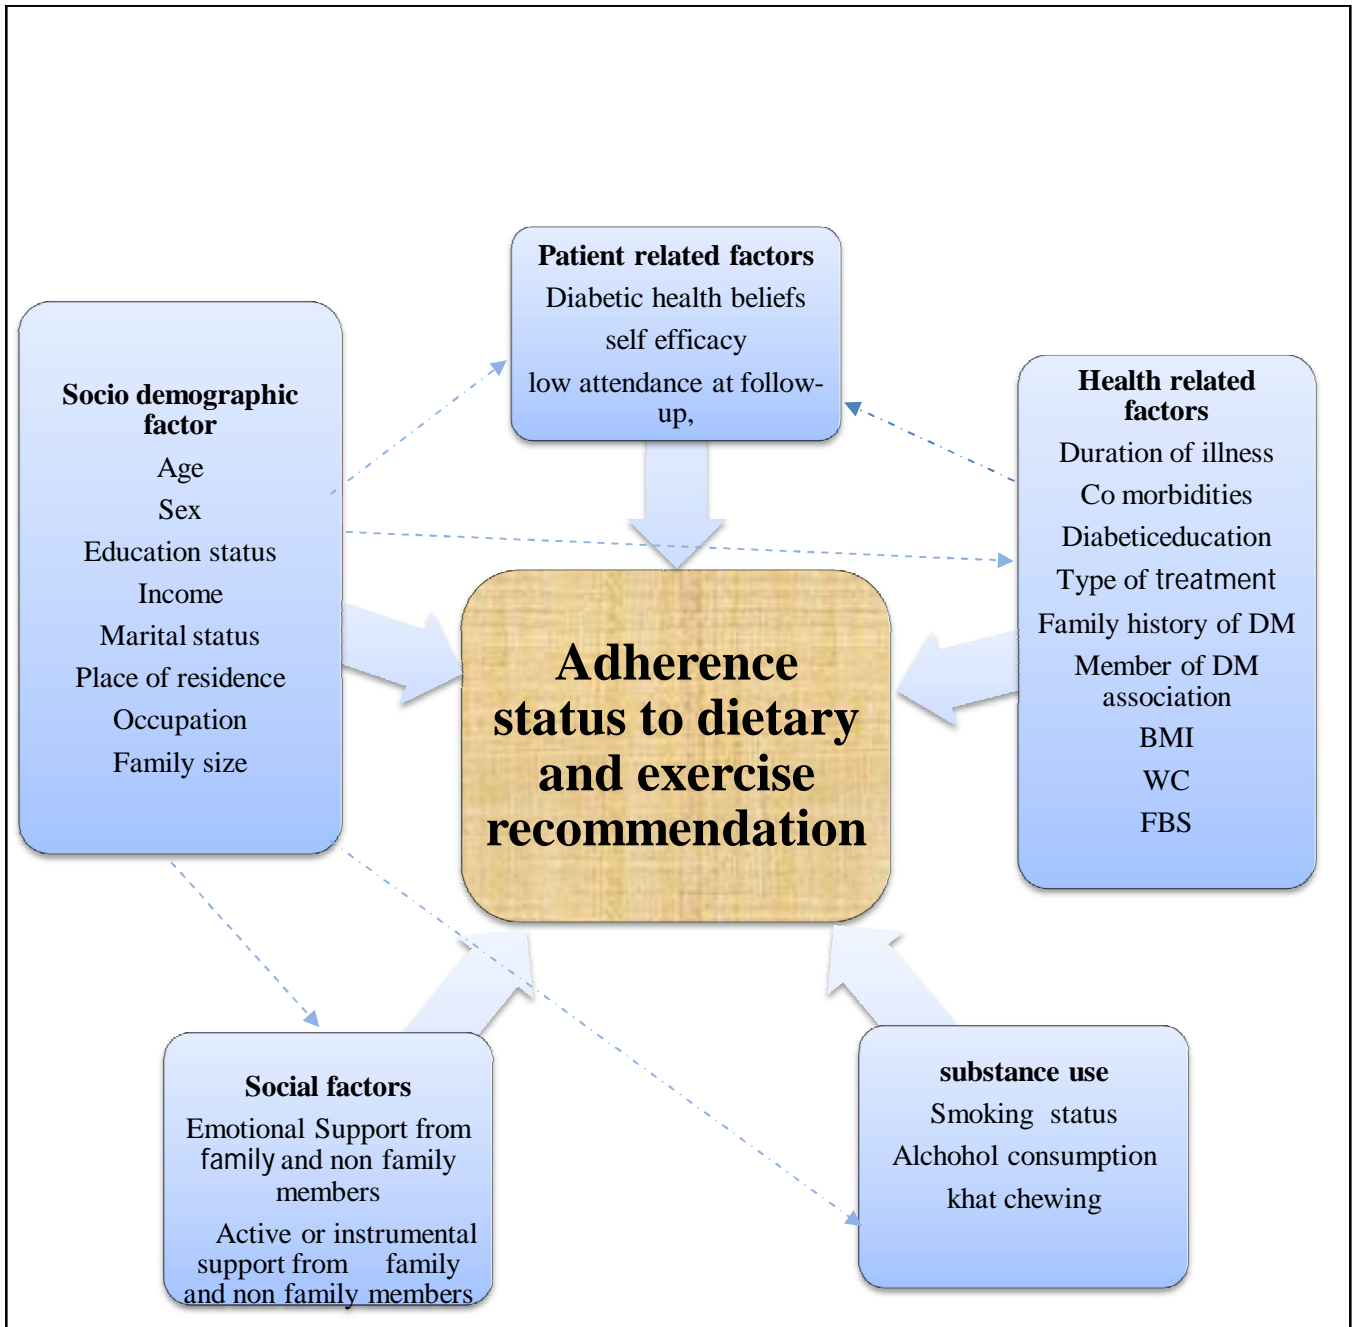 Patient related factors
Diabetic health beliefs
self efficacy
low attendance at follow-
up,
Socio demographic
factor
Age
Sex
Education status
Income
Marital status
Place of residence
Occupation
Family size
Health related
factors
Duration of illness
Co morbidities
Diabeticeducation
Type of treatment
Family history of DM
Member of DM
association
BMI
WC
FBS
Adherence
status to dietary
and exercise
recommendation
Social factors
Emotional Support from
family and non family
members
Active or instrumental
support from family
and non family members
substance use
Smoking status
Alchohol consumption
khat chewing